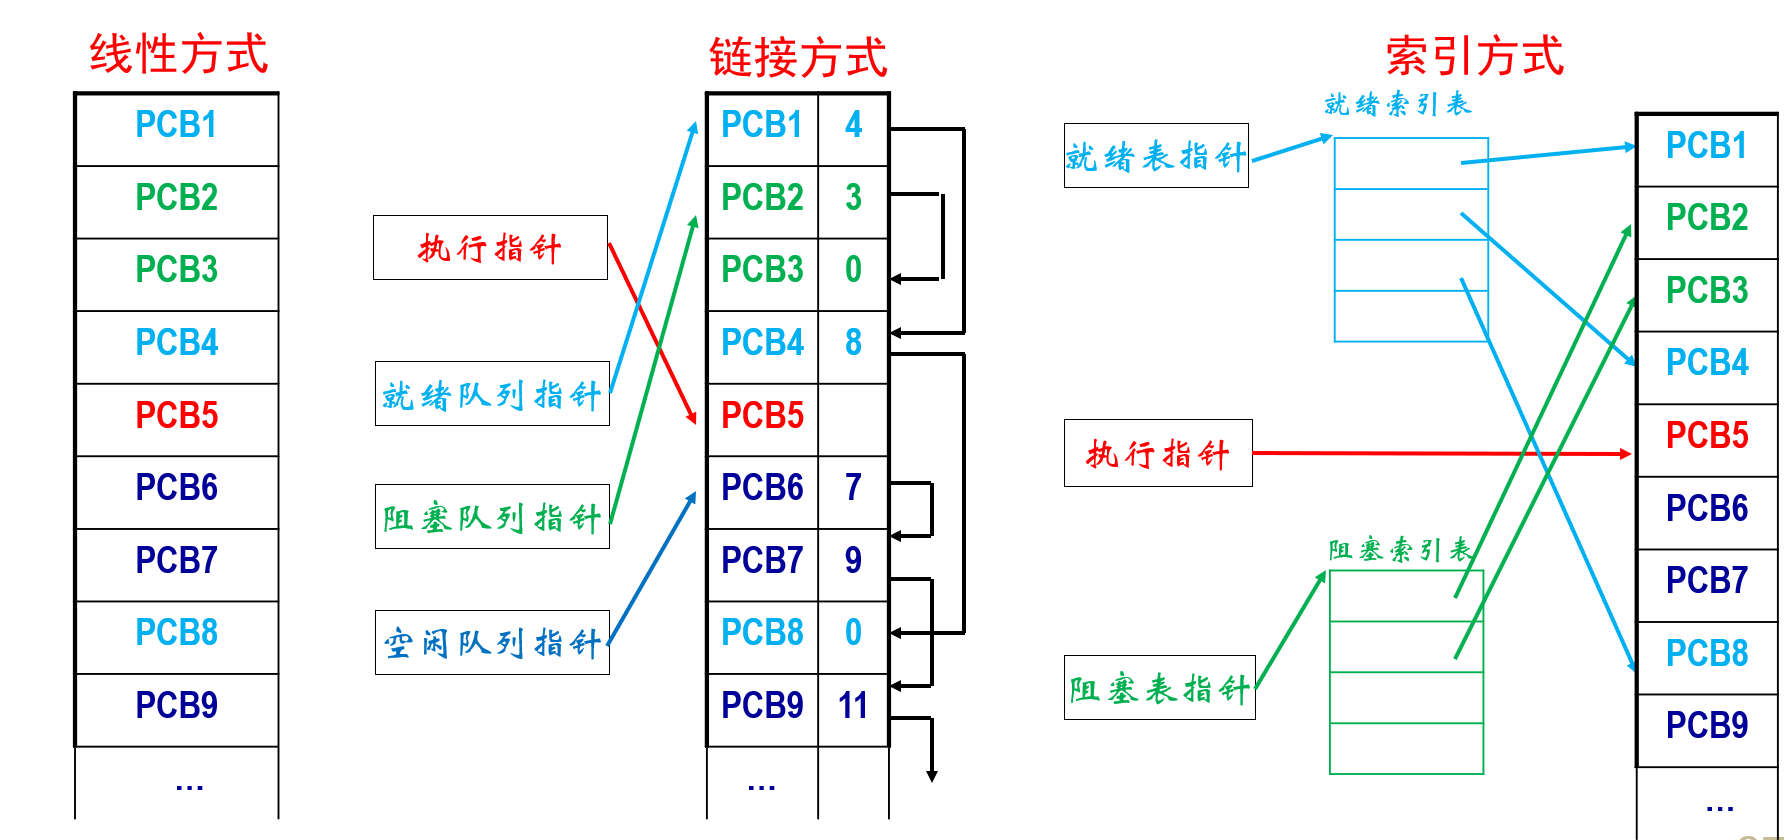 线性方式
PCB1
PCB2
PCB3
PCB4
PCB5
PCB6
PCB7
PCB8
PCB9
...
链接方式
执行指针
就绪队列指针
阻塞队列指针
空闲队列指针
PCB1 4
PCB2 3
PCB3 0
PCB4 8
PCB5
PCB6 7
PCB7 9
PCB8 0
PCB9 11
...
索引方式
就绪索引表
就绪表指针
执行指针
阻塞索引表
阻塞表指针
PCB1
PCB2
PCB3
PCB4
PCB5
PCB6
PCB7
PCB8
PCB9
...